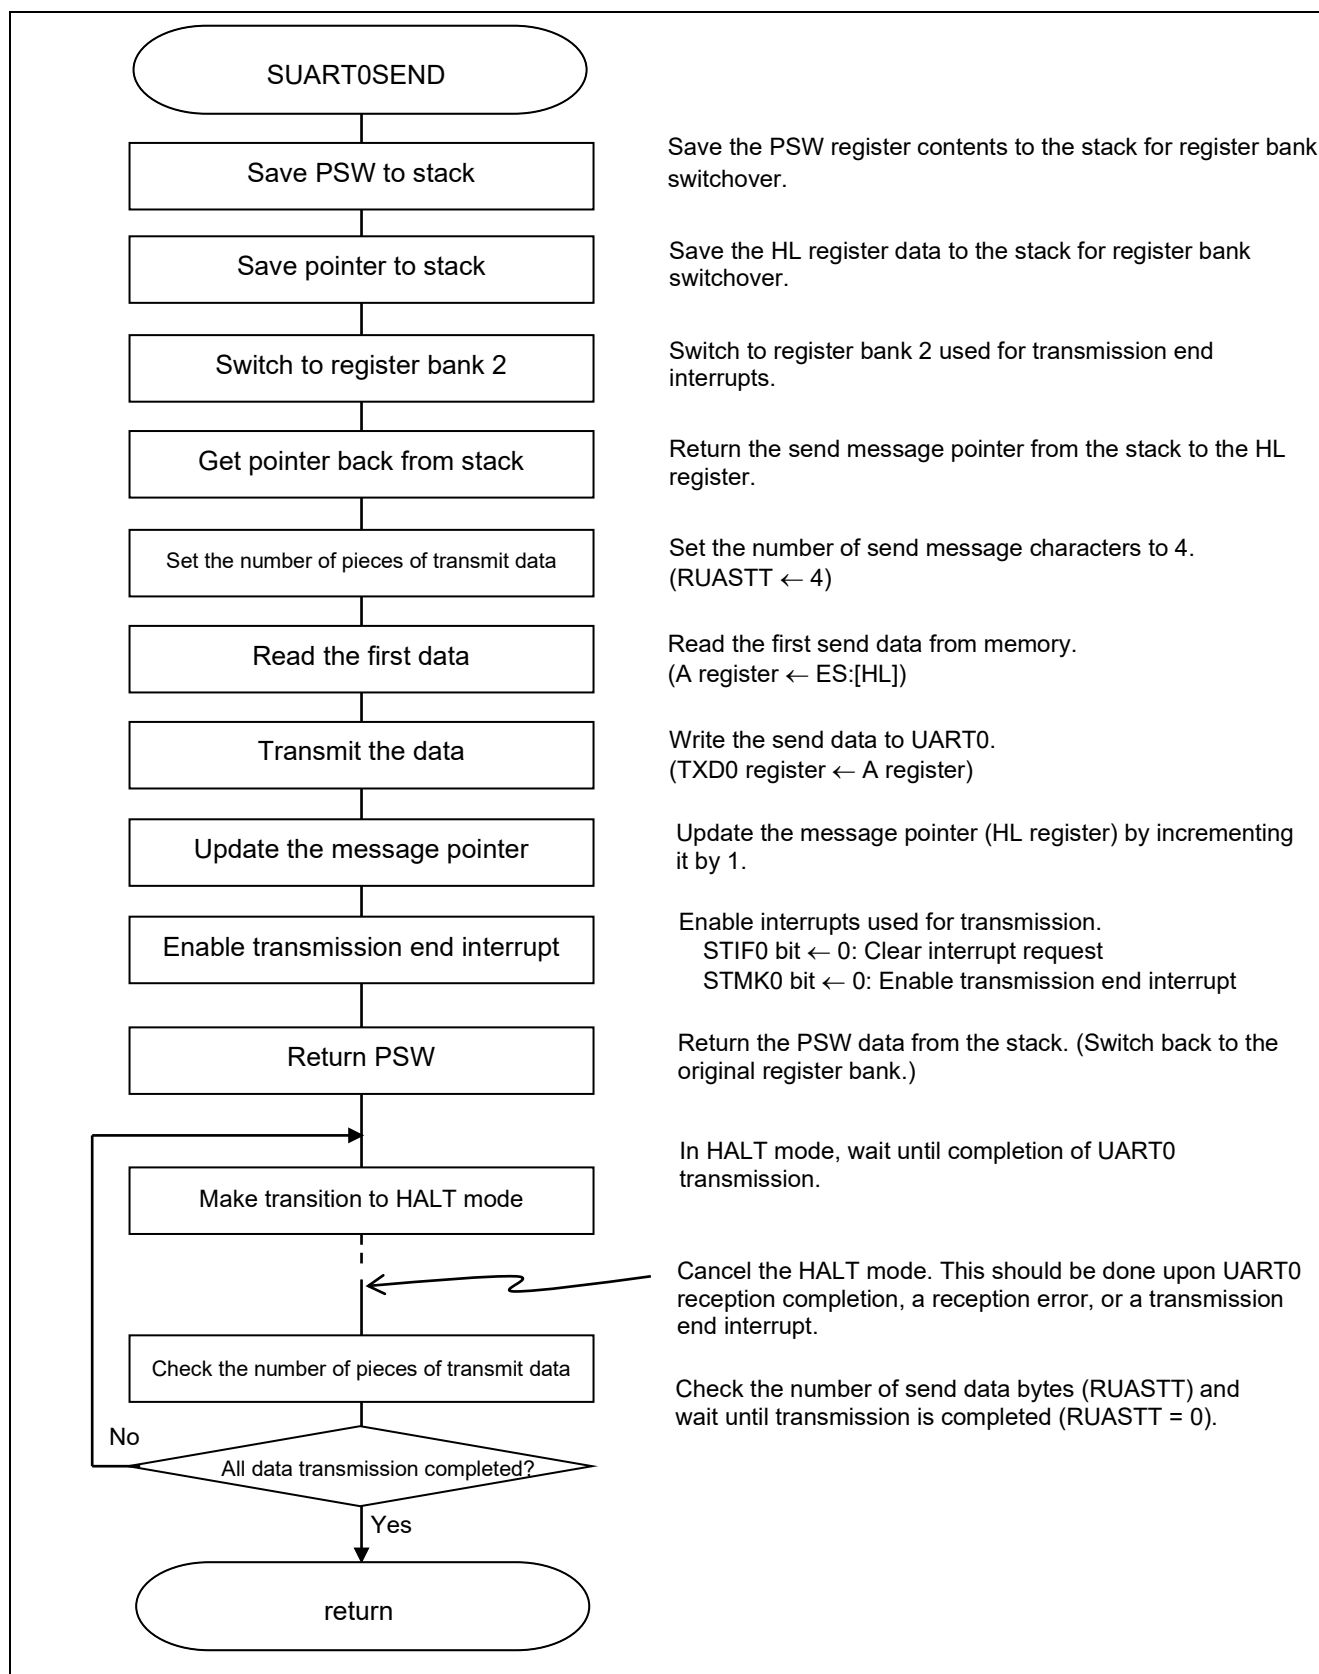 SUART0SEND
Save PSW to stack
Save the PSW register contents to the stack for register bank
switchover.
Save pointer to stack
Save the HL register data to the stack for register bank
switchover.
Switch to register bank 2
Switch to register bank 2 used for transmission end
interrupts.
Get pointer back from stack
Return the send message pointer from the stack to the HL
register.
Set the number of pieces of transmit data
Set the number of send message characters to 4.
(RUASTT ← 4)
Read the first data
Read the first send data from memory.
(A register ← ES:[HL])
Transmit the data
Write the send data to UART0.
(TXD0 register ← A register)
Update the message pointer
Update the message pointer (HL register) by incrementing
it by 1.
Enable transmission end interrupt
Enable interrupts used for transmission.
STIF0 bit ← 0: Clear interrupt request
STMK0 bit ← 0: Enable transmission end interrupt
Return PSW
Return the PSW data from the stack. (Switch back to the
original register bank.)
Make transition to HALT mode
In HALT mode, wait until completion of UART0
transmission.
Cancel the HALT mode. This should be done upon UART0
reception completion, a reception error, or a transmission
end interrupt.
Check the number of pieces of transmit data
Check the number of send data bytes (RUASTT) and
wait until transmission is completed (RUASTT = 0).
No
All data transmission completed?
Yes
return